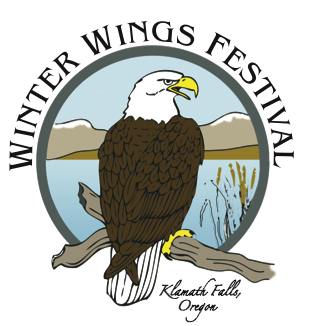 WINTER WINGS FESTIVAL
Klamath Falls,
Oregon